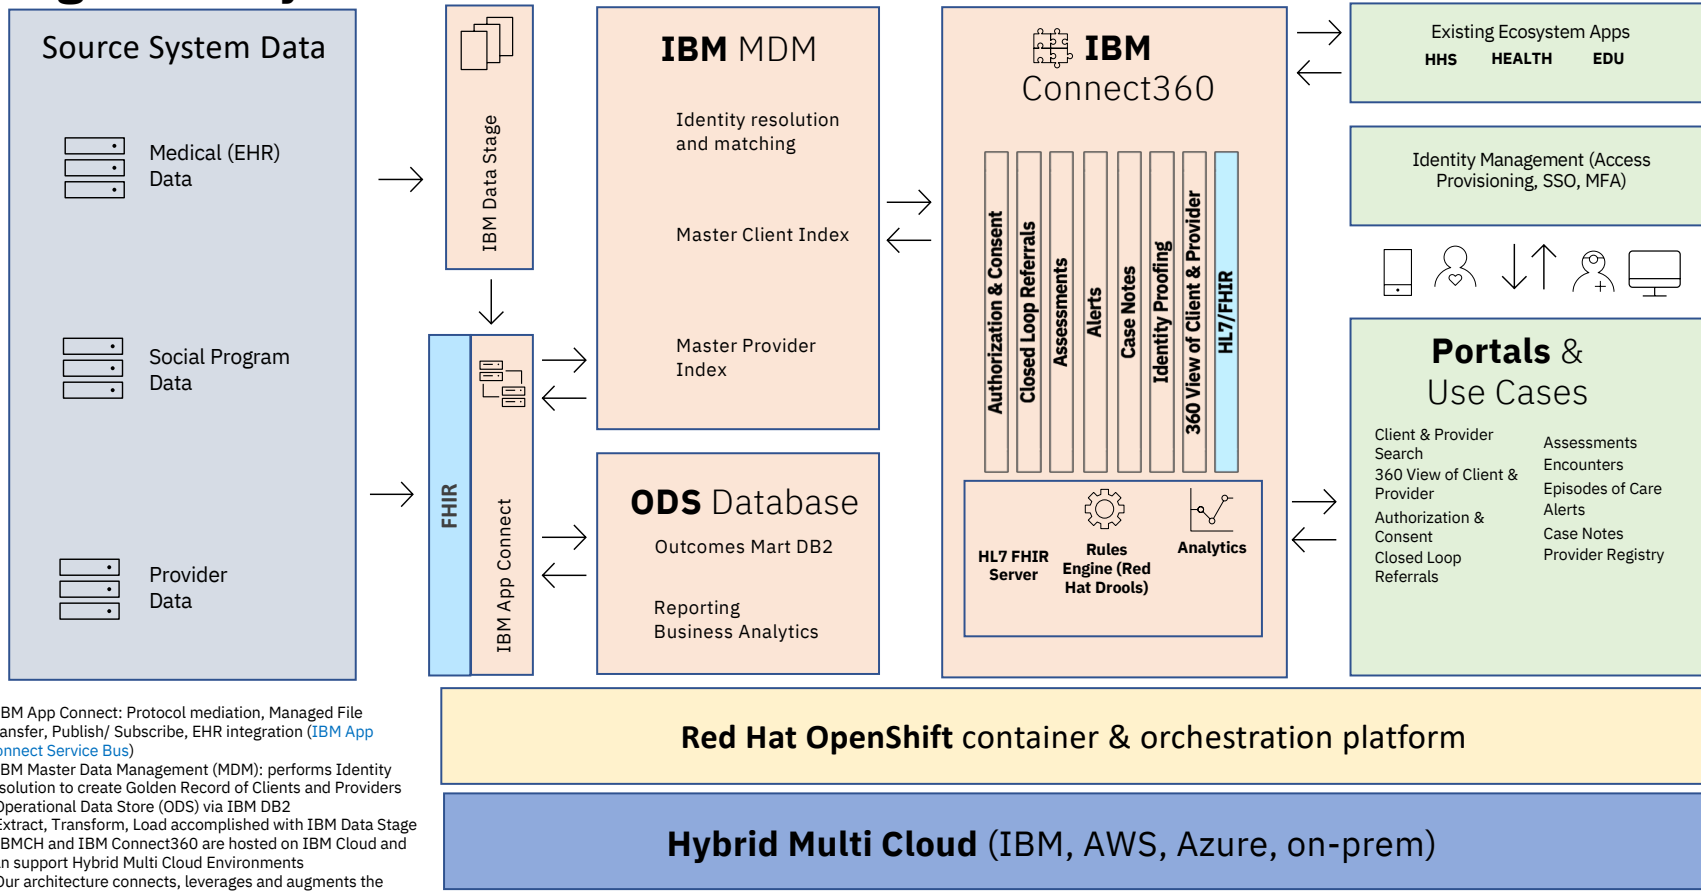 Source System Data
Medical (EHR)
Data
Social Program
Data
Provider
Data
IBM Data Stage
FHIR
IBM App Connect
IBM MDM
Identity resolution
and matching
Master Client Index
Master Provider
Index
ODS Database
Outcomes Mart DB2
Reporting
Business Analytics
IBM
Connect360
Authorization & Consent
Closed Loop Referrals
Assessments
Alerts
Case Notes
Identity Proofing
360 View of Client & Provider
HL7/FHIR
HL7 FHIR
Server
Rules
Engine (Red
Hat Drools)
Analytics
Existing Ecosystem Apps
HHS HEALTH EDU
Identity Management (Access
Provisioning, SSO, MFA)
Portals &
Use Cases
Client & Provider
Search
360 View of Client &
Provider
Authorization &
Consent
Closed Loop
Referrals
Assessments
Encounters
Episodes of Care
Alerts
Case Notes
Provider Registry
Red Hat OpenShift container & orchestration platform
Hybrid Multi Cloud (IBM, AWS, Azure, on-prem)
BM App Connect: Protocol mediation, Managed File
ansfer, Publish/ Subscribe, EHR integration (IBM App
onnect Service Bus)
BM Master Data Management (MDM): performs Identity
solution to create Golden Record of Clients and Providers
Operational Data Store (ODS) via IBM DB2
Extract, Transform, Load accomplished with IBM Data Stage
BMCH and IBM Connect360 are hosted on IBM Cloud and
n support Hybrid Multi Cloud Environments
Our architecture connects, leverages and augments the